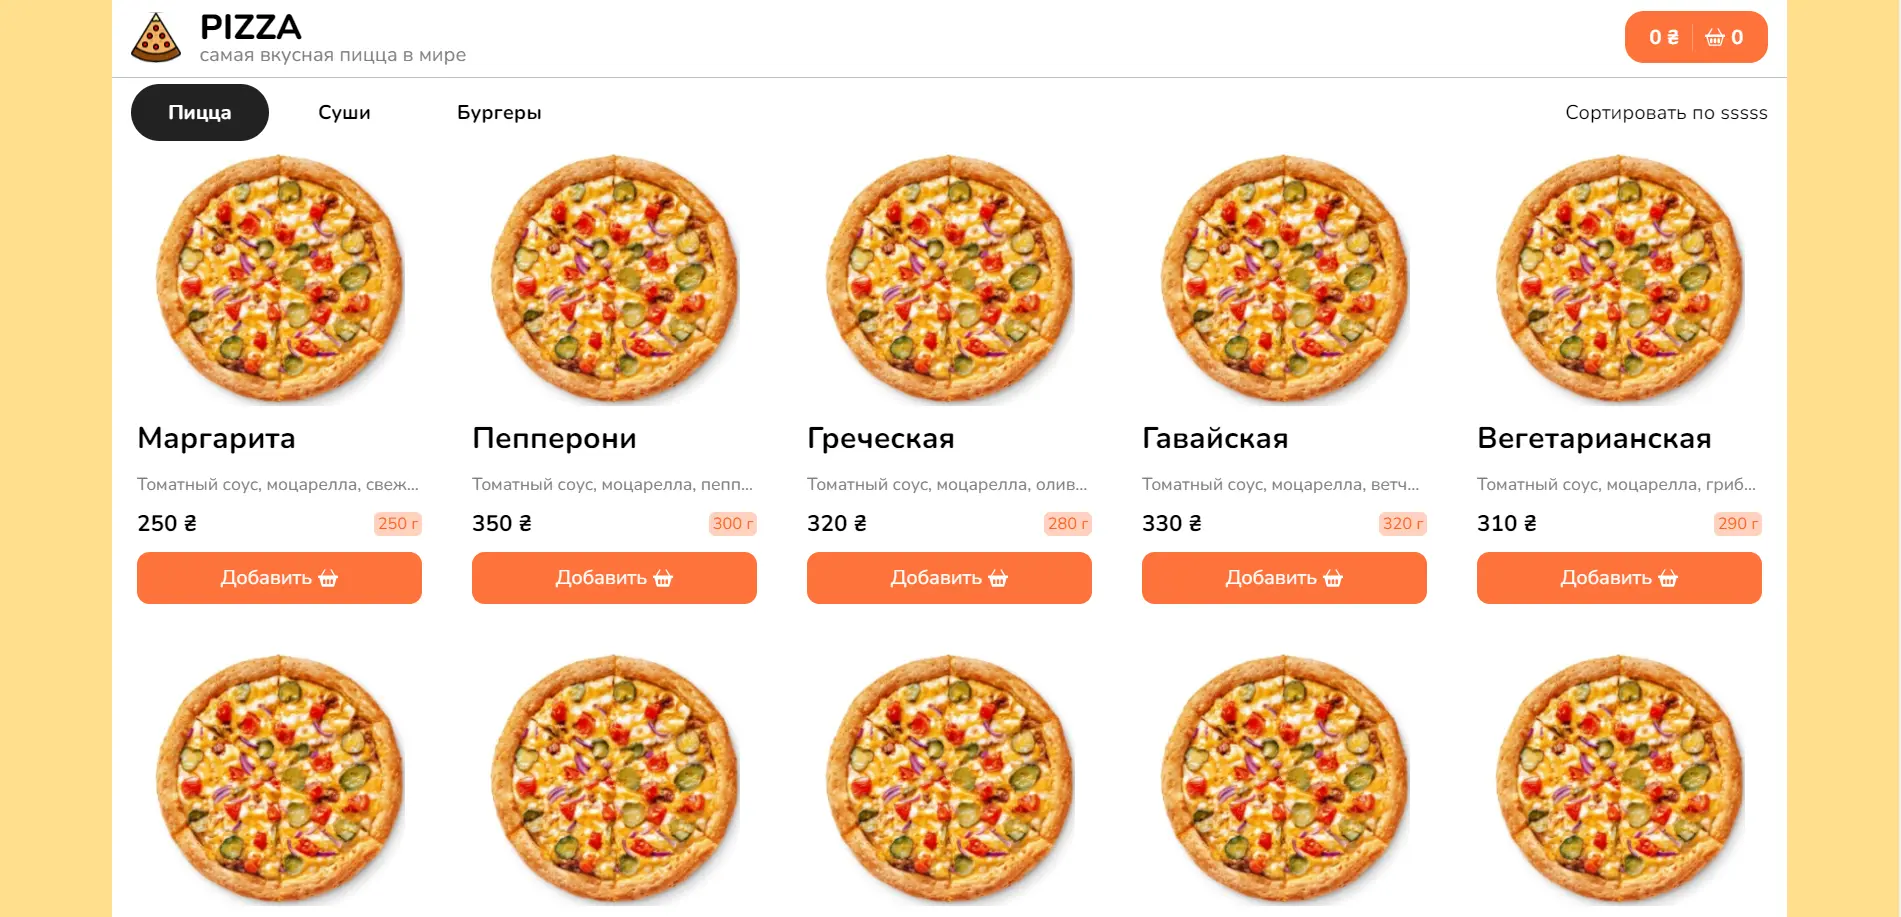 PIZZA
самая вкусная пицца в мире
0 ₴ 0
Пицца Суши Бургеры Сортировать по sssss
Маргарита Пепперони Греческая Гавайская Вегетарианская
Томатный соус, моцарелла, свеж... Томатный соус, моцарелла, пепп... Томатный соус, моцарелла, олив... Томатный соус, моцарелла, ветч... Томатный соус, моцарелла, гриб...
250 ₴ 250 г 350 ₴ 300 г 320 ₴ 280 г 330 ₴ 320 г 310 ₴ 290 г
Добавить Добавить Добавить Добавить Добавить